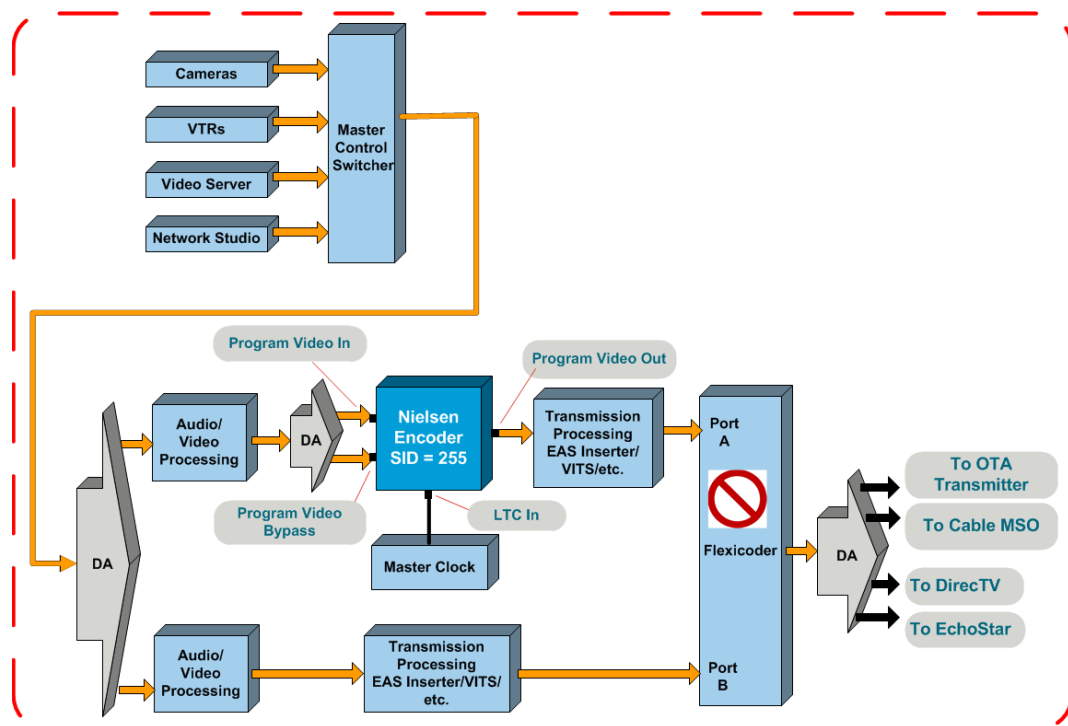 Cameras
VTRs
Video Server
Network Studio
Master
Control
Switcher
Program Video In
Program Video Out
Audio/
Video
Processing
DA
Nielsen
Encoder
SID = 255
Transmission
Processing
EAS Inserter/
VITS/etc.
Port
A
Program Video
Bypass
LTC In
Master Clock
Flexicoder
DA
DA
To OTA
Transmitter
To Cable MSO
To DirecTV
To EchoStar
Audio/
Video
Processing
Transmission
Processing
EAS Inserter/VITS/
etc.
Port
B